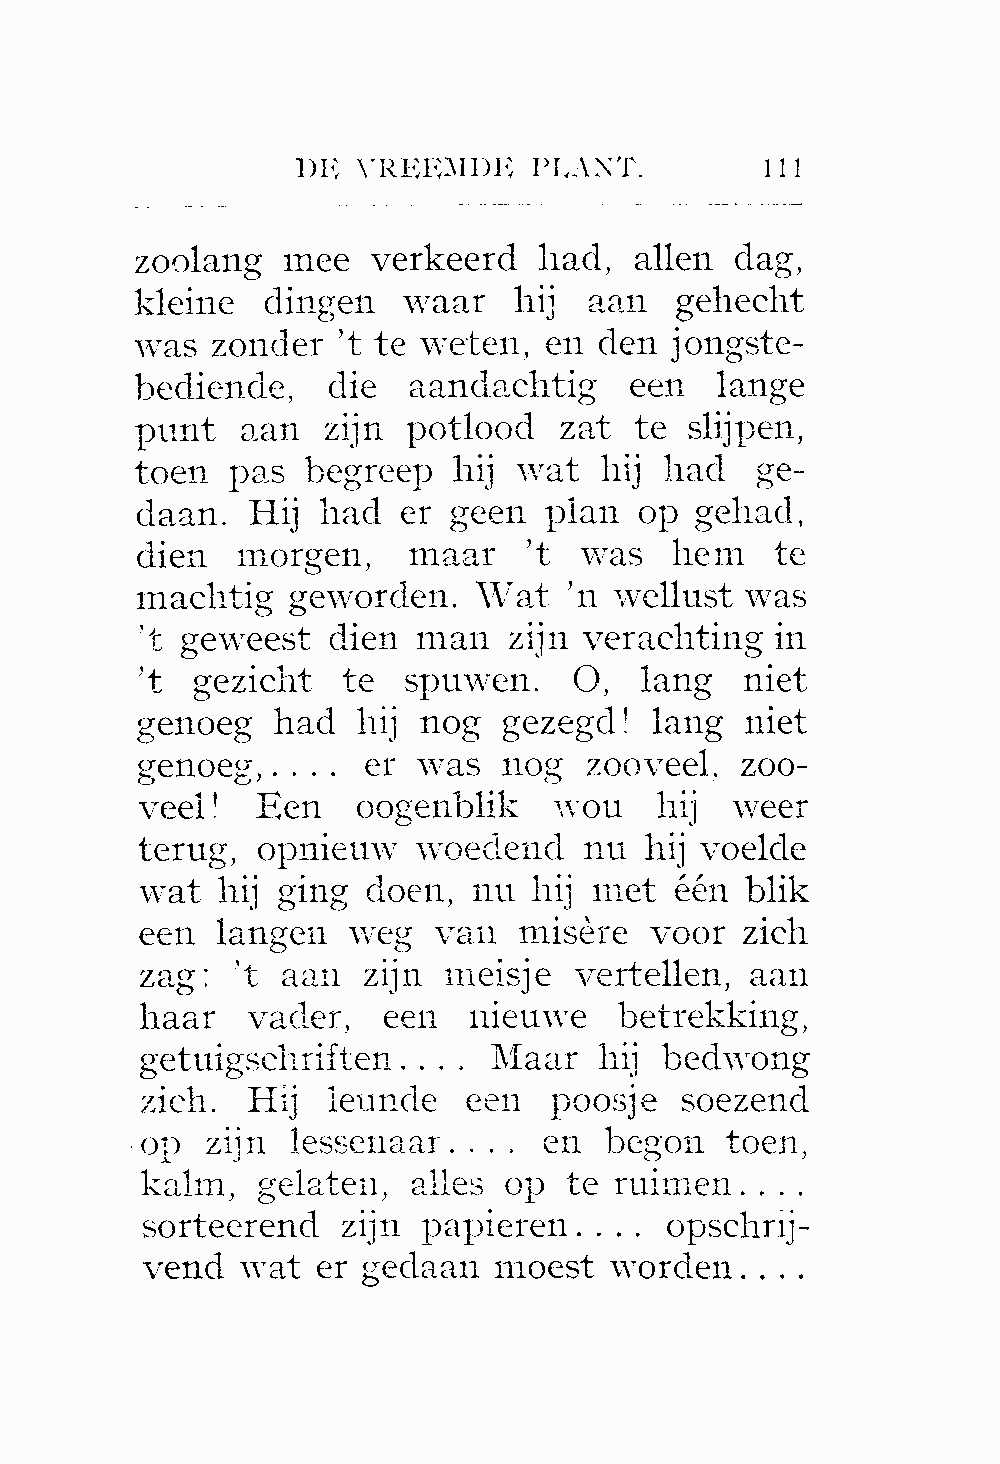 DE VREEMDE PLANT. 111
zoolang mee verkeerd had, allen dag,
kleine dingen waar hij aan gehecht
was zonder ’t te weten, en den jongste-
bediende, die aandachtig een lange
punt aan zijn potlood zat te slijpen,
toen pas begreep hij wat hij had ge-
daan. Hij had er geen plan op gehad,
dien morgen, maar ’t was hem te
machtig geworden. Wat ’n wellust was
’t geweest dien man zijn verachting in
’t gezicht te spuwen. O, lang niet
genoeg had hij nog gezegd! lang niet
genoeg,.... er was nog zooveel, zoo-
veel! Een oogenblik wou hij weer
terug, opnieuw woedend nu hij voelde
wat hij ging doen, nu hij met één blik
een langen weg van misère voor zich
zag: ’t aan zijn meisje vertellen, aan
haar vader, een nieuwe betrekking,
getuigschriften.... Maar hij bedwong
zich. Hij leunde een poosje soezend
op zijn lessenaar.... en begon toen,
kalm, gelaten, alles op te ruimen....
sorteerend zijn papieren.... opschrij-
vend wat er gedaan moest worden....